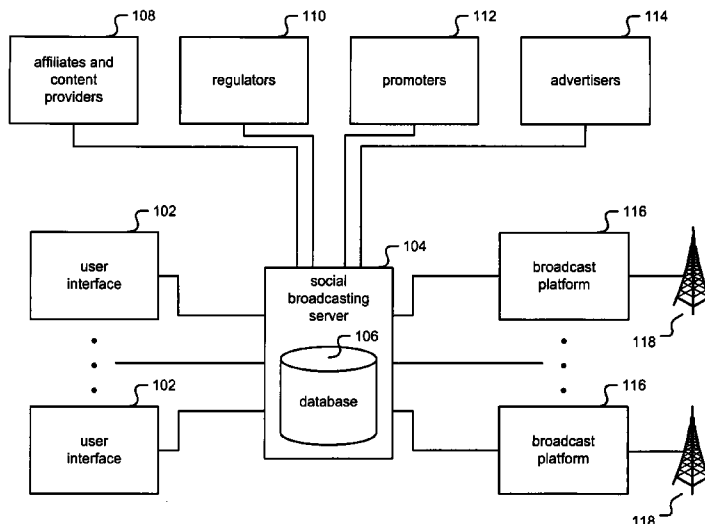 108
110
112
114
affiliates and
content
providers
regulators
promoters
advertisers
102
104
116
user
interface
social
broadcasting
server
broadcast
platform
118
106
database
102
116
user
interface
broadcast
platform
118